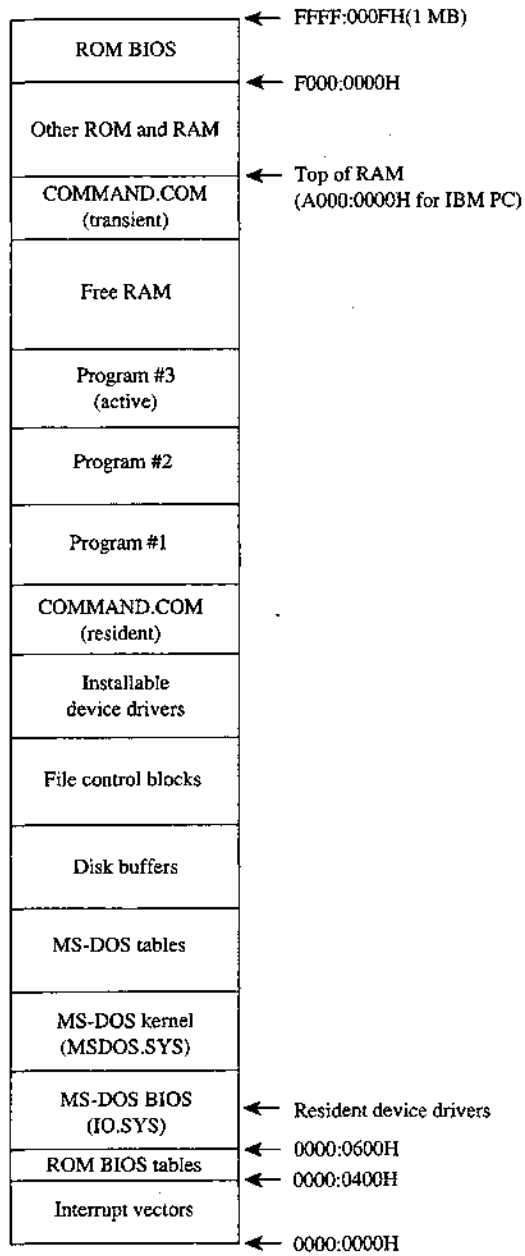 FFFF:000FH(1 MB)
ROM BIOS
F000:0000H
Other ROM and RAM
Top of RAM
(A000:0000H for IBM PC)
COMMAND.COM
(transient)
Free RAM
Program #3
(active)
Program #2
Program #1
COMMAND.COM
(resident)
Installable
device drivers
File control blocks
Disk buffers
MS-DOS tables
MS-DOS kernel
(MSDOS.SYS)
MS-DOS BIOS
(IO.SYS)
Resident device drivers
0000:0600H
ROM BIOS tables
0000:0400H
Interrupt vectors
0000:0000H